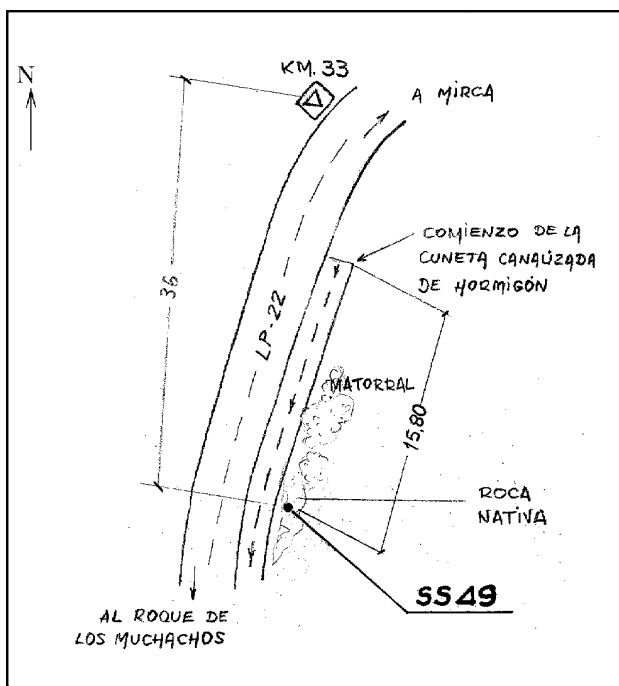 N
KM. 33
A MIRCA
COMIENZO DE LA
CUNETA CANALIZADA
DE HORMIGÓN
36
LP-22
MATORRAL
15,80
ROCA
NATIVA
SS49
AL ROQUE DE
LOS MUCHACHOS